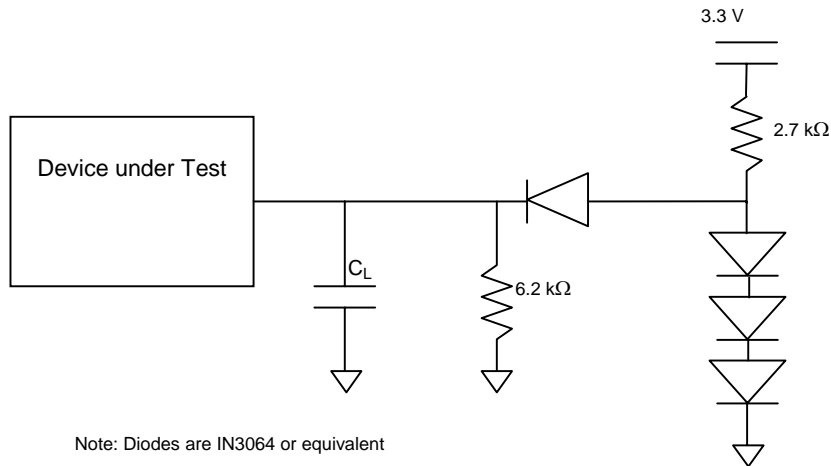 3.3 V
2.7 kΩ
Device under Test
CL
6.2 kΩ
Note: Diodes are IN3064 or equivalent